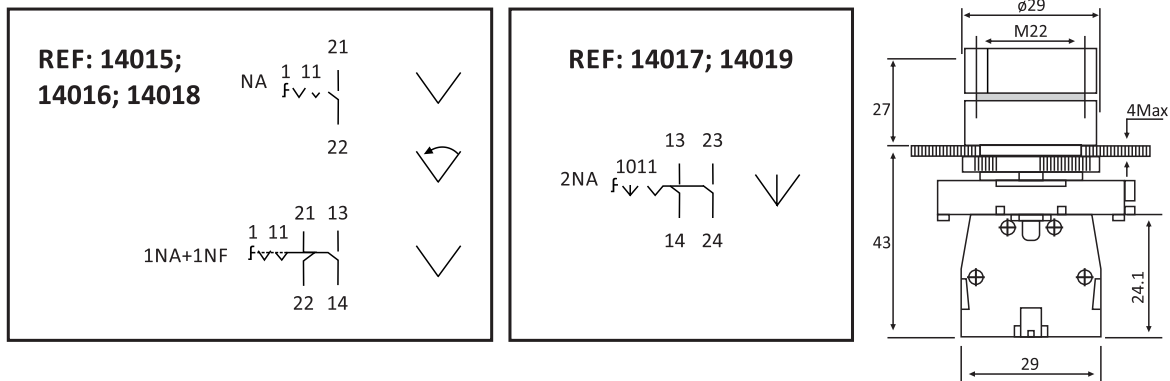 REF: 14015;
14016; 14018
21
NA 1 11
22
21 13
1 11
1NA+1NF
22 14
REF: 14017; 14019
13 23
2NA 1011
14 24
ø29
M22
27
4Max
43
24.1
29